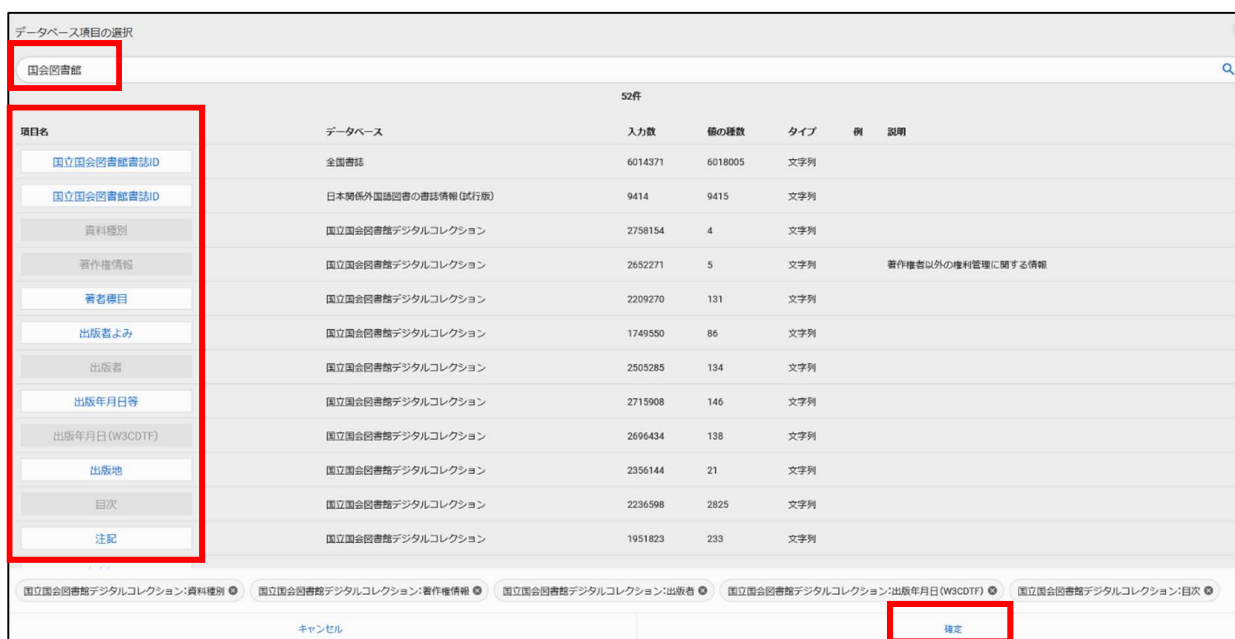 データベース項目の選択
国会図書館
52件
項目名 データベース 入力数 値の種数 タイプ 例 説明
国立国会図書館書誌ID 全国書誌 6014371 6018005 文字列
国立国会図書館書誌ID 日本関係外国語図書の書誌情報(試行版) 9414 9415 文字列
資料種別 国立国会図書館デジタルコレクション 2758154 4 文字列
著作権情報 国立国会図書館デジタルコレクション 2652271 5 文字列 著作権者以外の権利管理に関する情報
著者標目 国立国会図書館デジタルコレクション 2209270 131 文字列
出版者よみ 国立国会図書館デジタルコレクション 1749550 86 文字列
出版者 国立国会図書館デジタルコレクション 2505285 134 文字列
出版年月日等 国立国会図書館デジタルコレクション 2715908 146 文字列
出版年月日(W3CDTF) 国立国会図書館デジタルコレクション 2696434 138 文字列
出版地 国立国会図書館デジタルコレクション 2356144 21 文字列
目次 国立国会図書館デジタルコレクション 2236598 2825 文字列
注記 国立国会図書館デジタルコレクション 1951823 233 文字列
国立国会図書館デジタルコレクション:資料種別 国立国会図書館デジタルコレクション:著作権情報 国立国会図書館デジタルコレクション:出版者 国立国会図書館デジタルコレクション:出版年月日(W3CDTF) 国立国会図書館デジタルコレクション:目次
キャンセル 確定